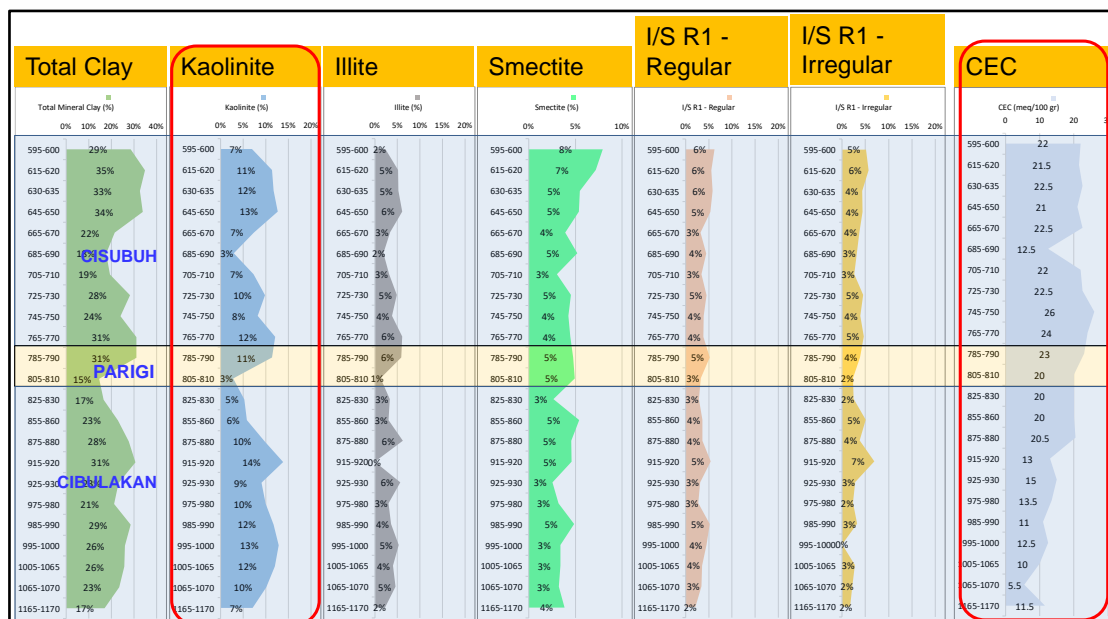 I/S R1 - I/S R1 -
Total Clay Kaolinite Illite Smectite Regular Irregular CEC
Total Mineral Clay (%) Kaolinite (%) Illite (%) Smectite (%) I/S R1 - Regular I/S R1 - Irregular CEC (meq/100 gr)
0% 10% 20% 30% 40% 0% 5% 10% 15% 20% 0% 5% 10% 15% 20% 0% 5% 10% 0% 5% 10% 15% 20% 0% 5% 10% 15% 20% 0 10 20
595-600 29% 595-600 7% 595-600 2% 595-600 8% 595-600 6% 595-600 5% 595-600 22
615-620 35% 615-620 11% 615-620 5% 615-620 7% 615-620 6% 615-620 6% 615-620 21.5
630-635 33% 630-635 12% 630-635 5% 630-635 5% 630-635 6% 630-635 4% 630-635 22.5
645-650 34% 645-650 13% 645-650 6% 645-650 5% 645-650 5% 645-650 4% 645-650 21
665-670 22% 665-670 7% 665-670 3% 665-670 4% 665-670 3% 665-670 4% 665-670 22.5
685-690 CISUBUH 685-690 3% 685-690 2% 685-690 5% 685-690 4% 685-690 3% 685-690 12.5
705-710 19% 705-710 7% 705-710 3% 705-710 3% 705-710 3% 705-710 3% 705-710 22
725-730 28% 725-730 10% 725-730 5% 725-730 5% 725-730 5% 725-730 5% 725-730 22.5
745-750 24% 745-750 8% 745-750 4% 745-750 4% 745-750 4% 745-750 4% 745-750 26
765-770 31% 765-770 12% 765-770 6% 765-770 4% 765-770 4% 765-770 5% 765-770 24
785-790 31% 785-790 11% 785-790 6% 785-790 5% 785-790 5% 785-790 4% 785-790 23
PARIGI
805-810 15% 805-810 3% 805-810 1% 805-810 5% 805-810 3% 805-810 2% 805-810 20
825-830 17% 825-830 5% 825-830 3% 825-830 3% 825-830 3% 825-830 2% 825-830 20
855-860 23% 855-860 6% 855-860 3% 855-860 5% 855-860 4% 855-860 5% 855-860 20
875-880 28% 875-880 10% 875-880 6% 875-880 5% 875-880 4% 875-880 4% 875-880 20.5
915-920 31% 915-920 14% 915-920 0% 915-920 5% 915-920 5% 915-920 7% 915-920 13
925-930 CIBULAKAN 925-930 9% 925-930 6% 925-930 3% 925-930 3% 925-930 3% 925-930 15
975-980 21% 975-980 10% 975-980 3% 975-980 3% 975-980 3% 975-980 2% 975-980 13.5
985-990 29% 985-990 12% 985-990 4% 985-990 5% 985-990 5% 985-990 3% 985-990 11
995-1000 26% 995-1000 13% 995-1000 5% 995-1000 3% 995-1000 4% 995-1000 0% 995-1000 12.5
1005-1065 26% 1005-1065 12% 1005-1065 4% 1005-1065 3% 1005-1065 4% 1005-1065 3% 1005-1065 10
1065-1070 23% 1065-1070 10% 1065-1070 5% 1065-1070 3% 1065-1070 3% 1065-1070 2% 1065-1070 5.5
1165-1170 17% 1165-1170 7% 1165-1170 2% 1165-1170 4% 1165-1170 2% 1165-1170 2% 1165-1170 11.5